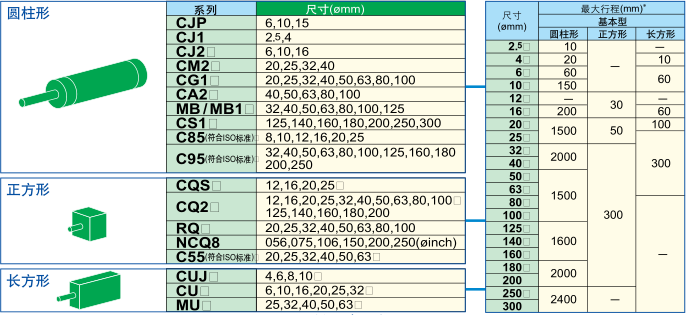 圆柱形
系列 尺寸(ømm)
CJP 6,10,15
CJ1 2.5,4
CJ2□ 6,10,16
CM2□ 20,25,32,40
CG1□ 20,25,32,40,50,63,80,100
CA2□ 40,50,63,80,100
MB/MB1□ 32,40,50,63,80,100,125
CS1□ 125,140,160,180,200,250,300
C85(符合ISO标准)□ 8,10,12,16,20,25
C95(符合ISO标准)□ 32,40,50,63,80,100,125,160,180
200,250
正方形
CQS□ 12,16,20,25□
CQ2□ 12,16,20,25,32,40,50,63,80,100□
125,140,160,180,200
RQ□ 20,25,32,40,50,63,80,100
NCQ8 056,075,106,150,200,250(øinch)
C55(符合ISO标准)□ 20,25,32,40,50,63□
长方形
CUJ□ 4,6,8,10□
CU□ 6,10,16,20,25,32□
MU□ 25,32,40,50,63□
尺寸
(ømm)
最大行程(mm)*
基本型
圆柱形 正方形 长方形
2.5□ 10 — —
4□ 20 10
6□ 60 60
10□ 150
12□ — 30 —
16□ 200 60
20□ 1500 50 100
25□ 300
32□ 2000 300
40□
50□ 1500
63□
80□ —
100□
125□ 1600
140□
160□
180□ 2000
200
250□ 2400 —
300